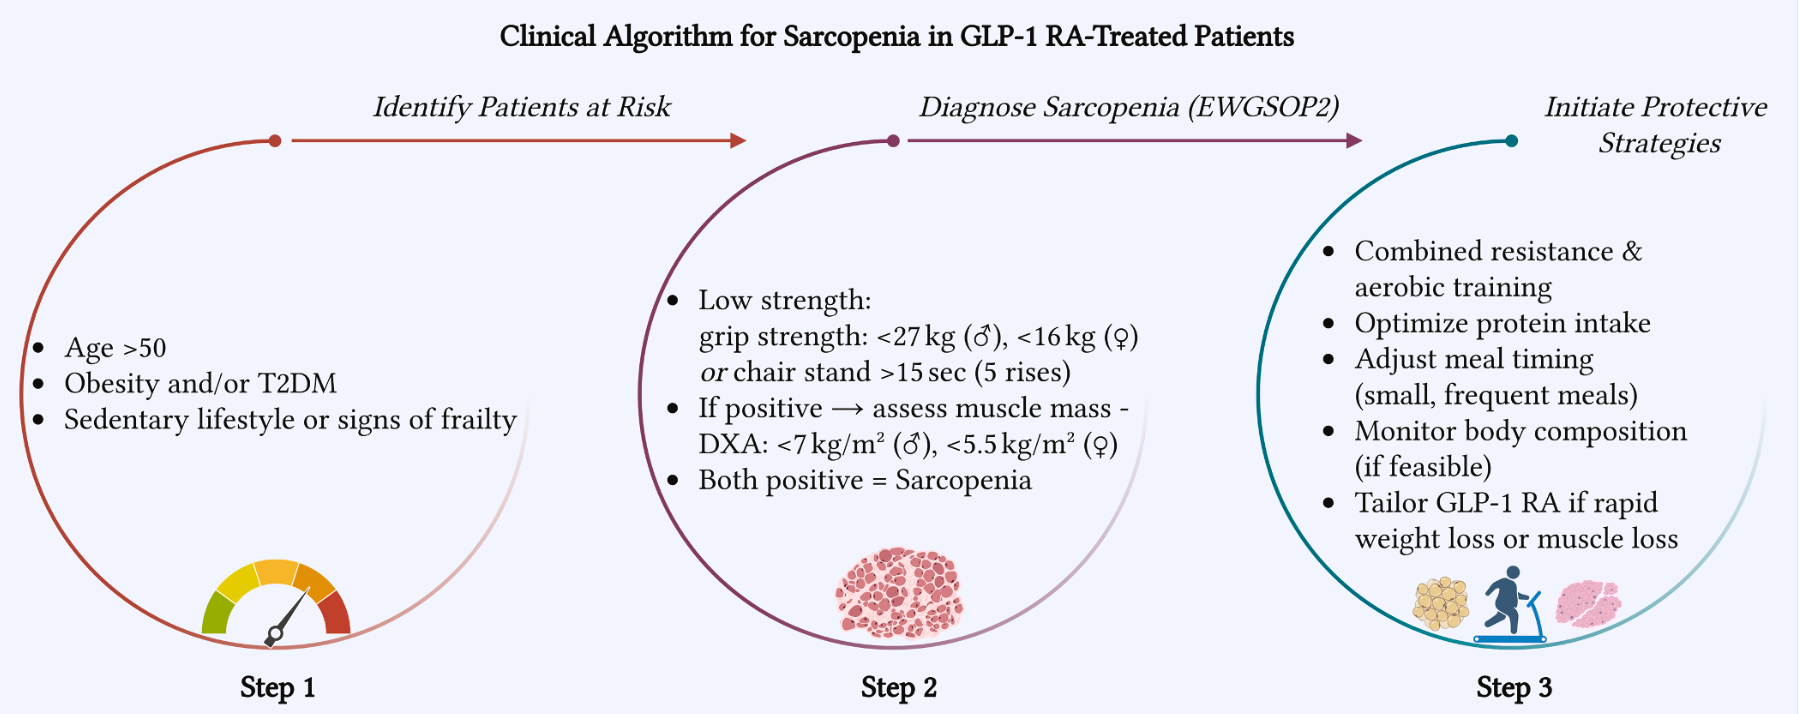 Clinical Algorithm for Sarcopenia in GLP-1 RA-Treated Patients
Identify Patients at Risk
• Age >50
• Obesity and/or T2DM
• Sedentary lifestyle or signs of frailty
Step 1
Diagnose Sarcopenia (EWGSOP2)
• Low strength:
grip strength: <27 kg (♂), <16 kg (♀)
or chair stand >15 sec (5 rises)
• If positive → assess muscle mass -
DXA: <7 kg/m² (♂), <5.5 kg/m² (♀)
• Both positive = Sarcopenia
Step 2
Initiate Protective
Strategies
• Combined resistance &
aerobic training
• Optimize protein intake
• Adjust meal timing
(small, frequent meals)
• Monitor body composition
(if feasible)
• Tailor GLP-1 RA if rapid
weight loss or muscle loss
Step 3